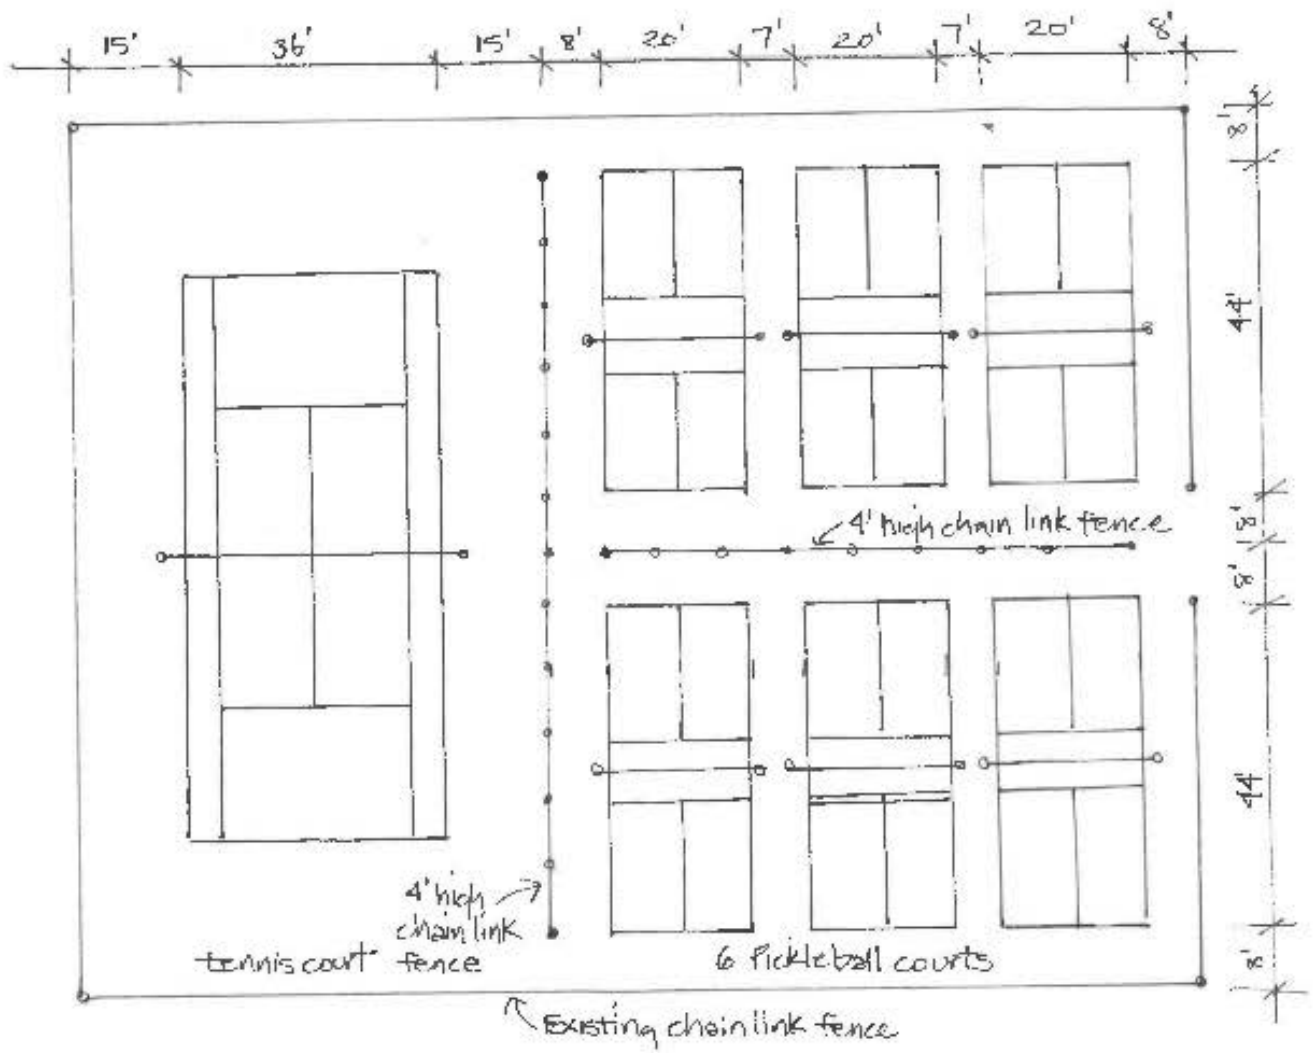 15' 36' 15' 8' 20' 7' 20' 7' 20' 8'
8'
44'
4' high chain link fence
8'
8'
44'
4' high
chain link
fence
tennis court
6 Pickleball courts
8'
Existing chain link fence